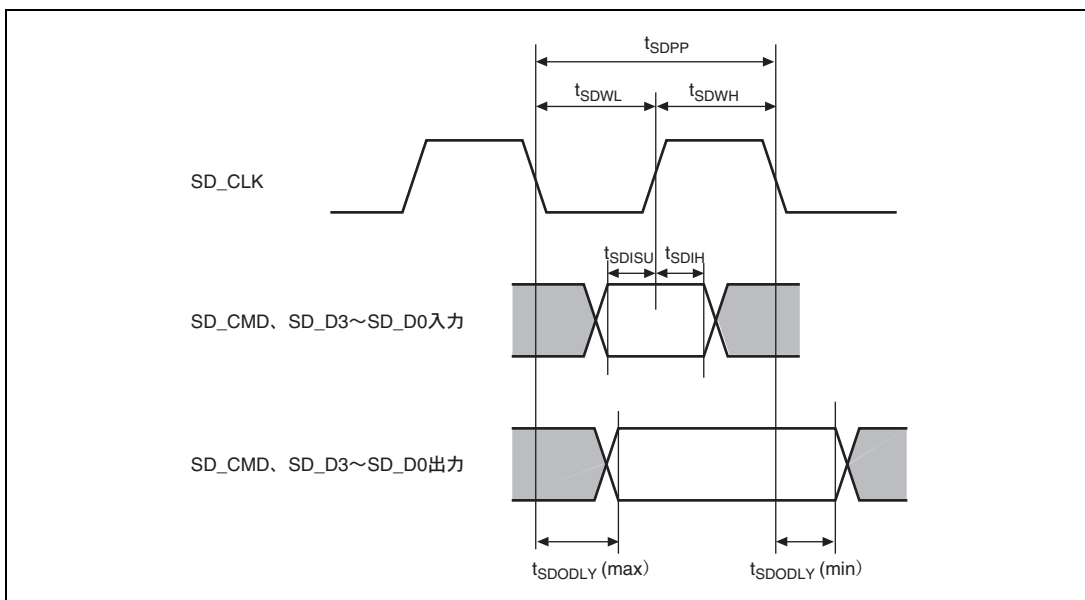 tSDPP
tSDWL tSDWH
SD_CLK
tSDISU tSDIH
SD_CMD、SD_D3～SD_D0入力
SD_CMD、SD_D3～SD_D0出力
tSDODLY (max) tSDODLY (min)